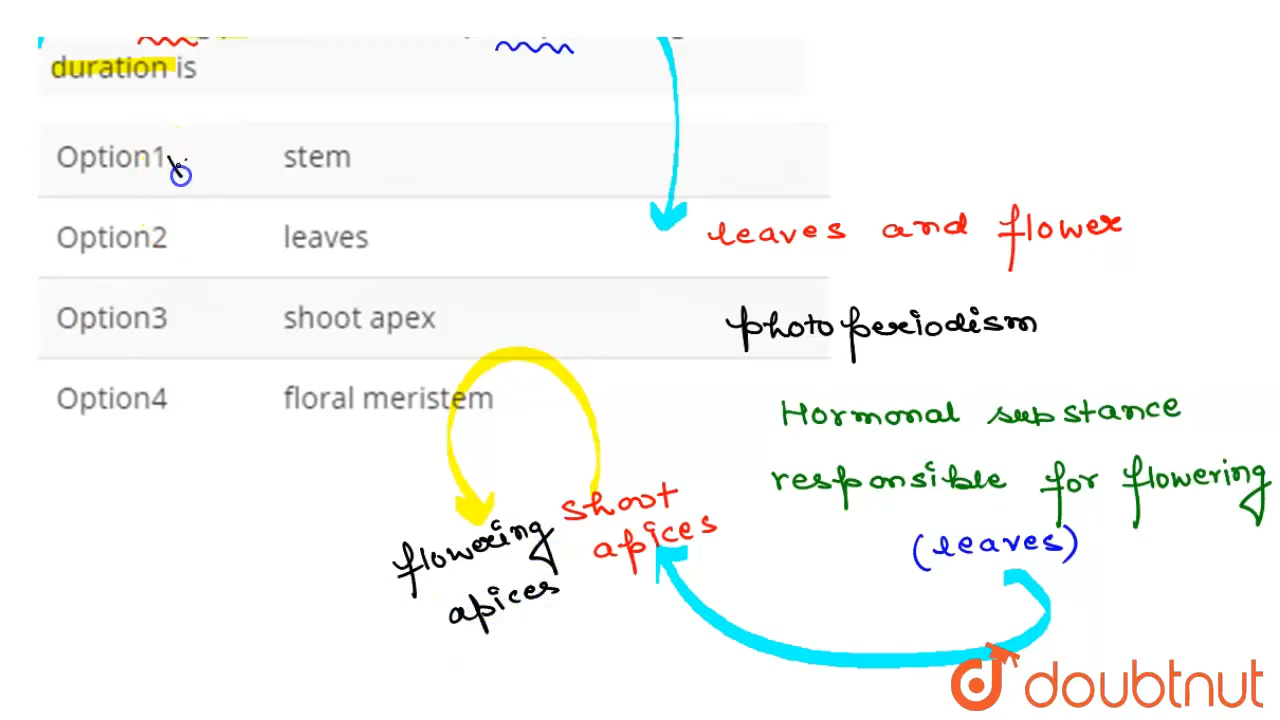 duration is
Option1 stem
Option2 leaves
leaves and flower
Option3 shoot apex
photoperiodism
Option4 floral meristem
Hormonal substance
responsible for flowering
(leaves)
shoot
apices
flowering
apices
doubtnut